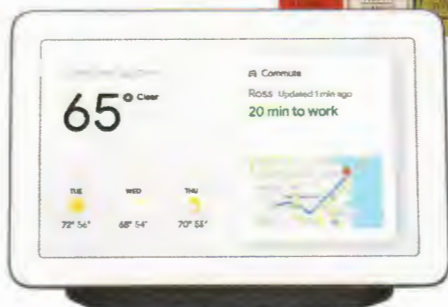 65 Clear
TUE WED THU
72° 56° 68° 54° 70° 55°
Commute
Ross Updated 1 min ago
20 min to work